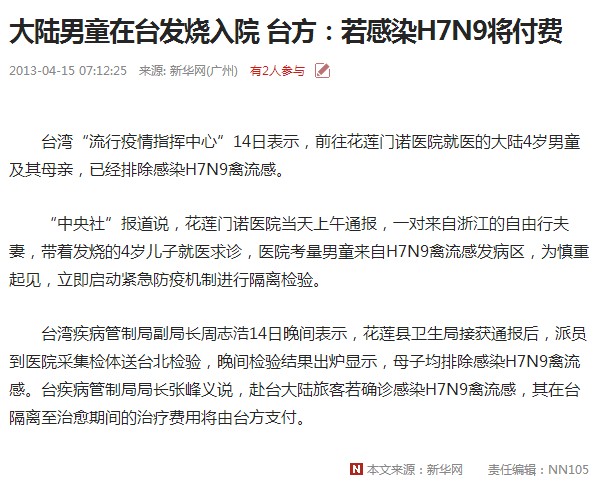 大陆男童在台发烧入院 台方：若感染H7N9将付费
2013-04-15 07:12:25 来源: 新华网(广州) 有2人参与
台湾“流行疫情指挥中心”14日表示，前往花莲门诺医院就医的大陆4岁男童
及其母亲，已经排除感染H7N9禽流感。
“中央社”报道说，花莲门诺医院当天上午通报，一对来自浙江的自由行夫
妻，带着发烧的4岁儿子就医求诊，医院考量男童来自H7N9禽流感发病区，为慎重
起见，立即启动紧急防疫机制进行隔离检验。
台湾疾病管制局副局长周志浩14日晚间表示，花莲县卫生局接获通报后，派员
到医院采集检体送台北检验，晚间检验结果出炉显示，母子均排除感染H7N9禽流
感。台疾病管制局局长张峰义说，赴台大陆旅客若确诊感染H7N9禽流感，其在台
隔离至治愈期间的治疗费用将由台方支付。
N 本文来源：新华网 责任编辑：NN105